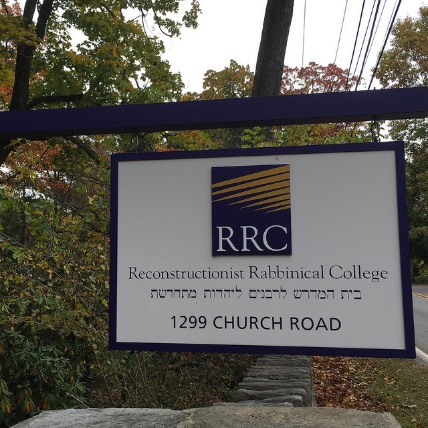 RRC
Reconstructionist Rabbinical College
בית המדרש לרבנים ליהדות מתחדשת
1299 CHURCH ROAD